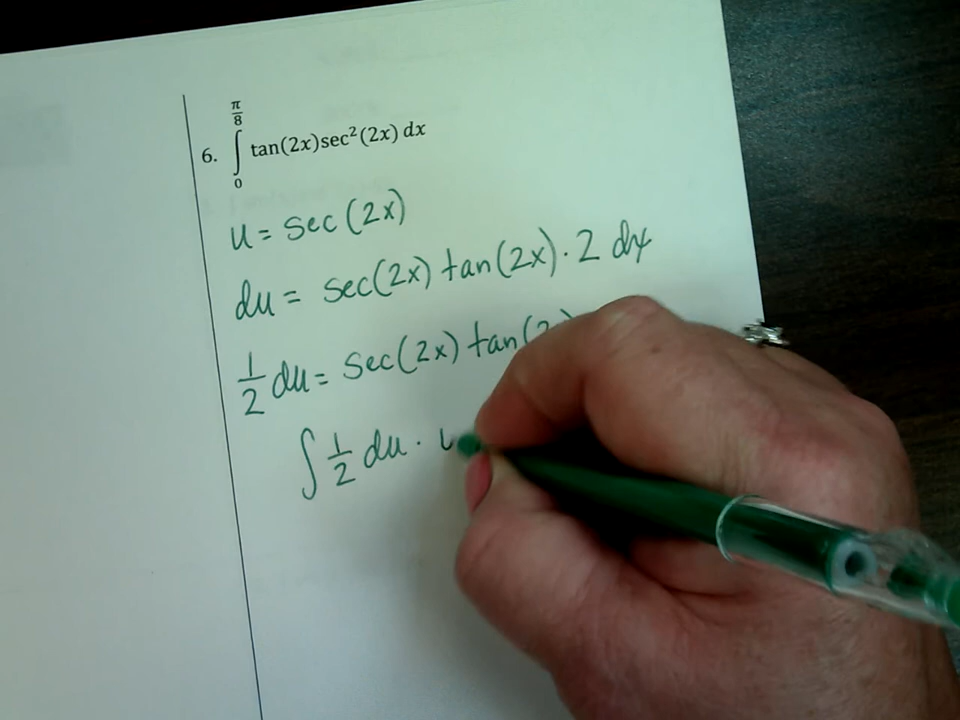 6. ∫₀^(π/8) tan(2x)sec²(2x) dx
u = sec(2x)
du = sec(2x) tan(2x) · 2 dx
1/2 du = sec(2x) tan(2
∫ 1/2 du · u